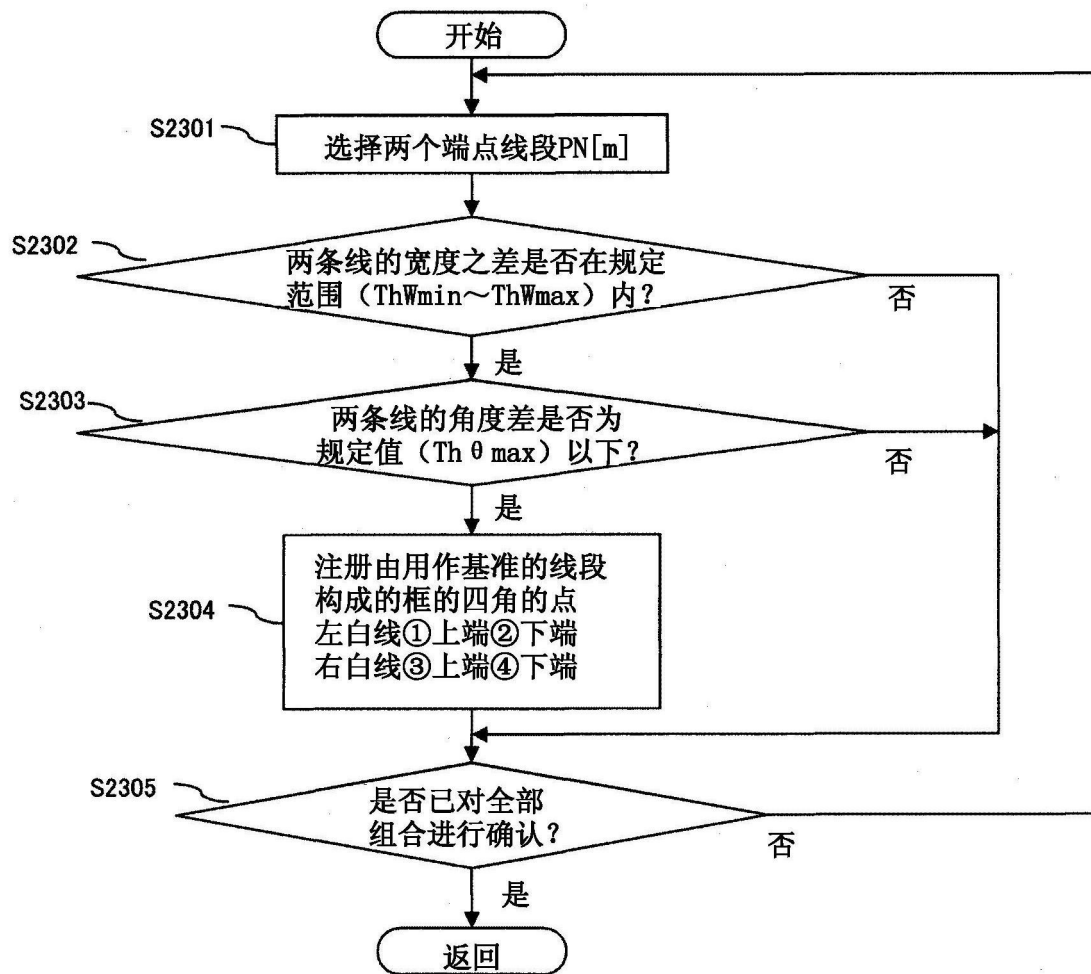 开始
S2301
选择两个端点线段PN[m]
S2302
两条线的宽度之差是否在规定
范围（ThWmin～ThWmax）内？
否
是
S2303
两条线的角度差是否为
规定值（Thθmax）以下？
否
是
S2304
注册由用作基准的线段
构成的框的四角的点
左白线①上端②下端
右白线③上端④下端
S2305
是否已对全部
组合进行确认？
否
是
返回